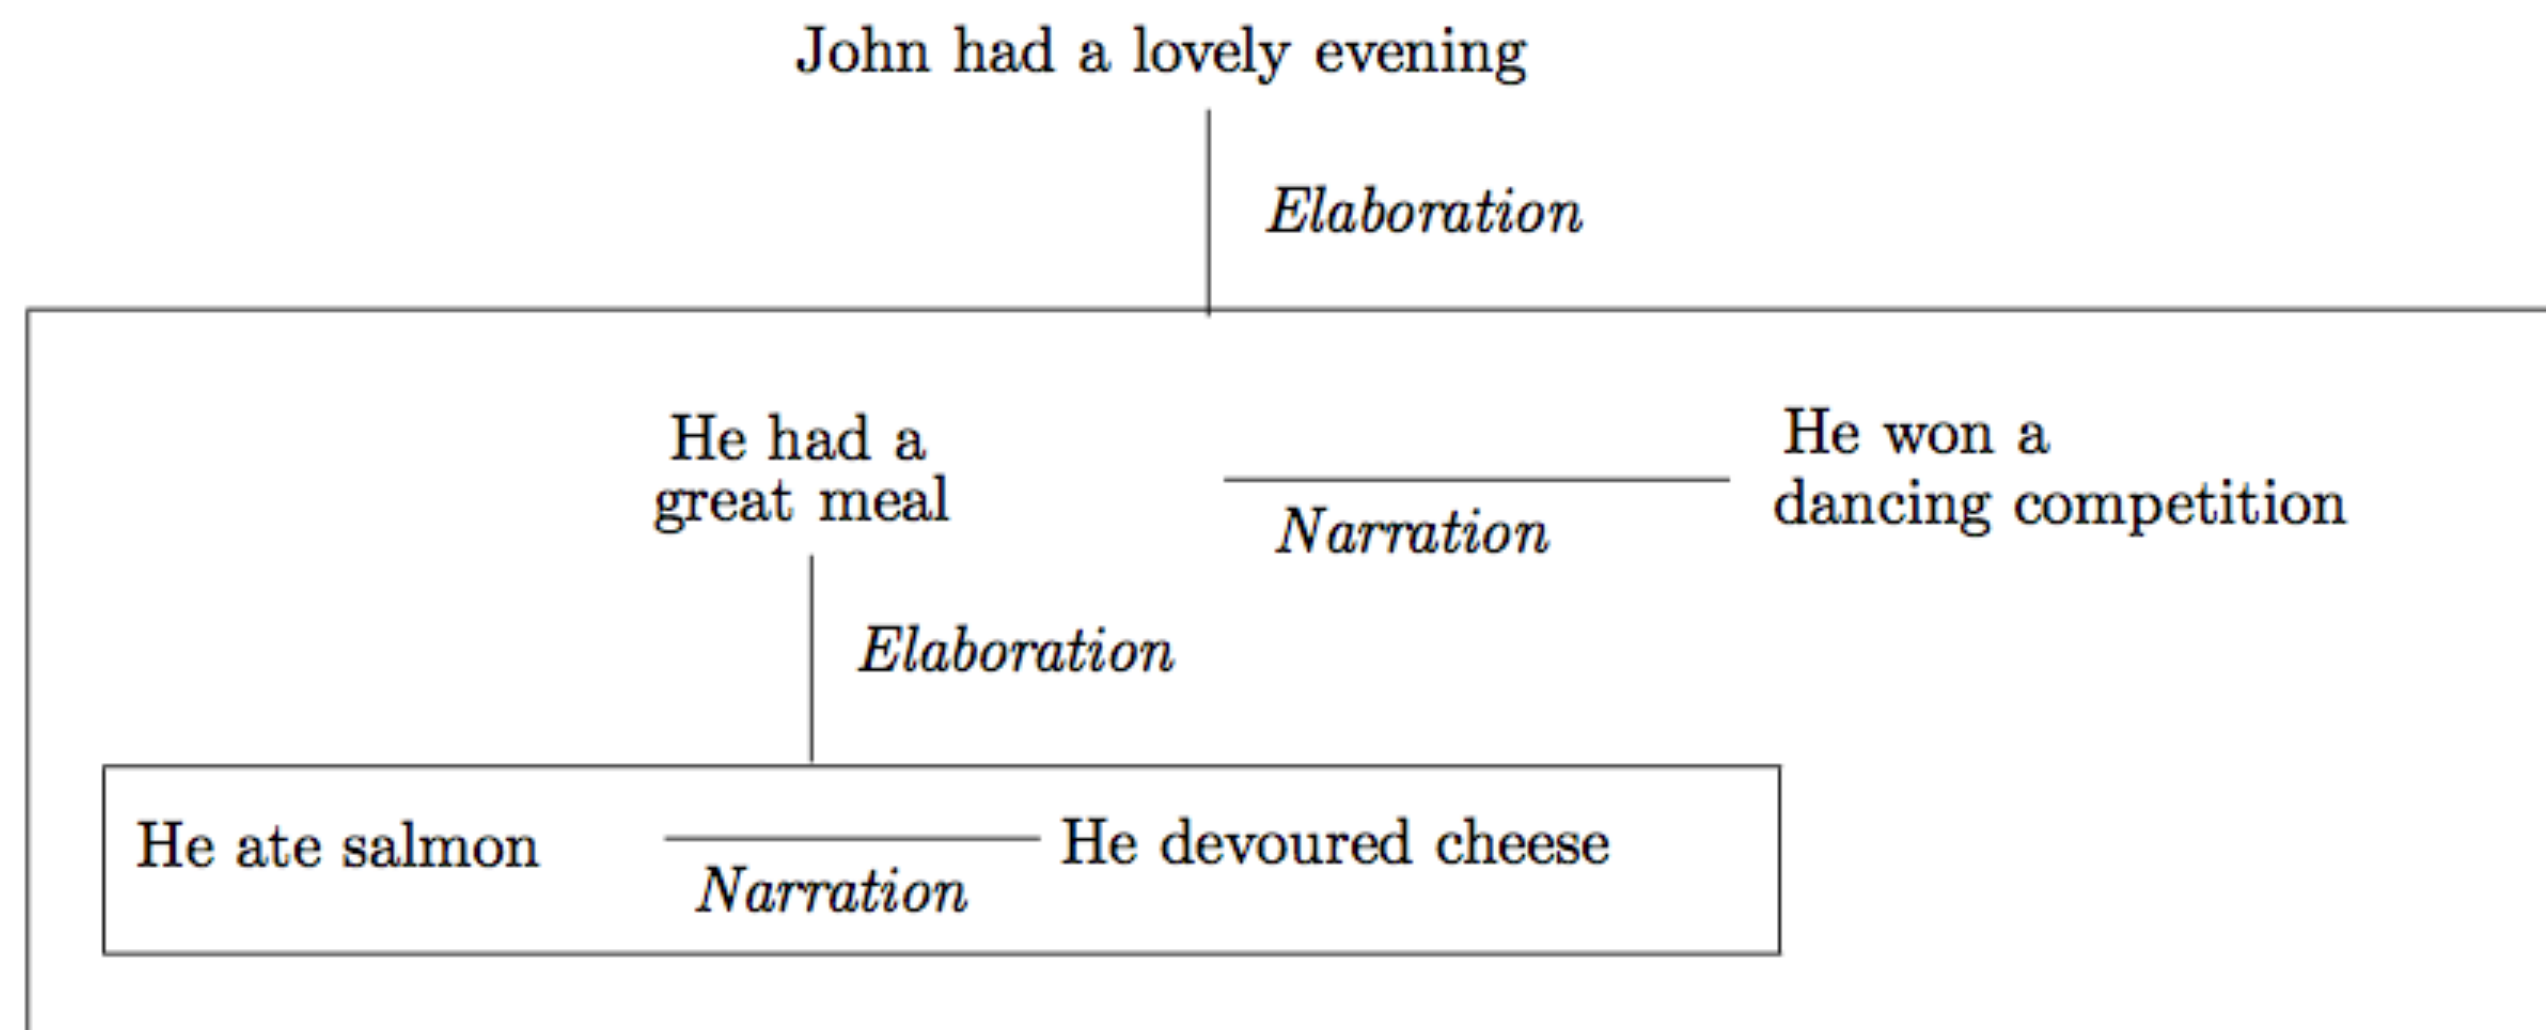 John had a lovely evening
Elaboration
He had a
great meal
Narration
He won a
dancing competition
Elaboration
He ate salmon
Narration
He devoured cheese